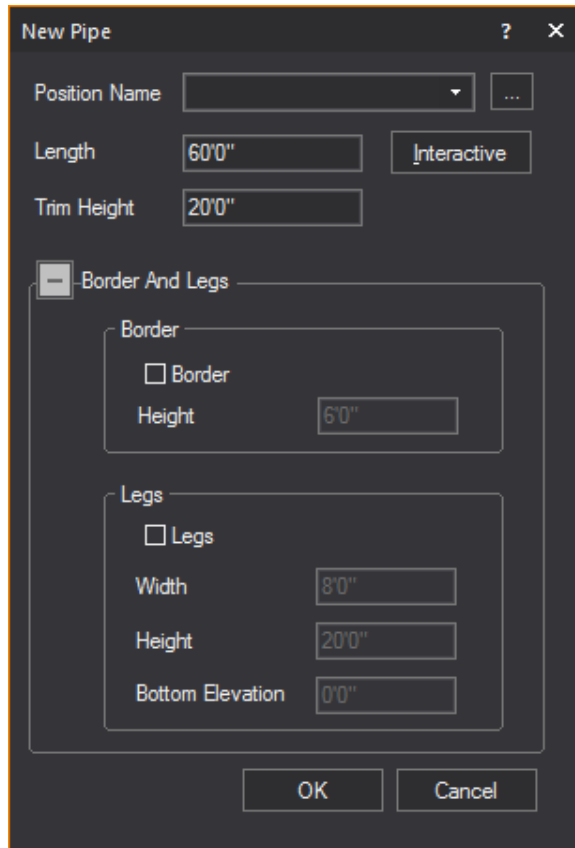 New Pipe ? ×
Position Name ...
Length 60'0" Interactive
Trim Height 20'0"
Border And Legs
Border
Border
Height 6'0"
Legs
Legs
Width 8'0"
Height 20'0"
Bottom Elevation 0'0"
OK Cancel